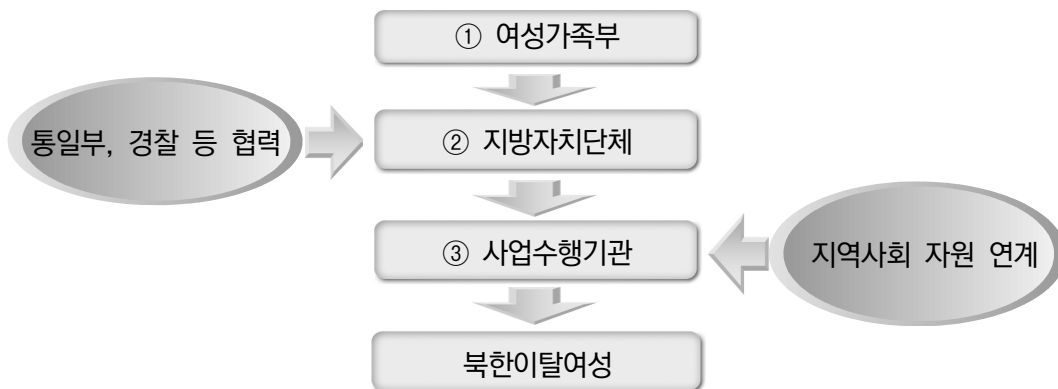 ① 여성가족부
통일부, 경찰 등 협력
② 지방자치단체
③ 사업수행기관
지역사회 자원 연계
북한이탈여성